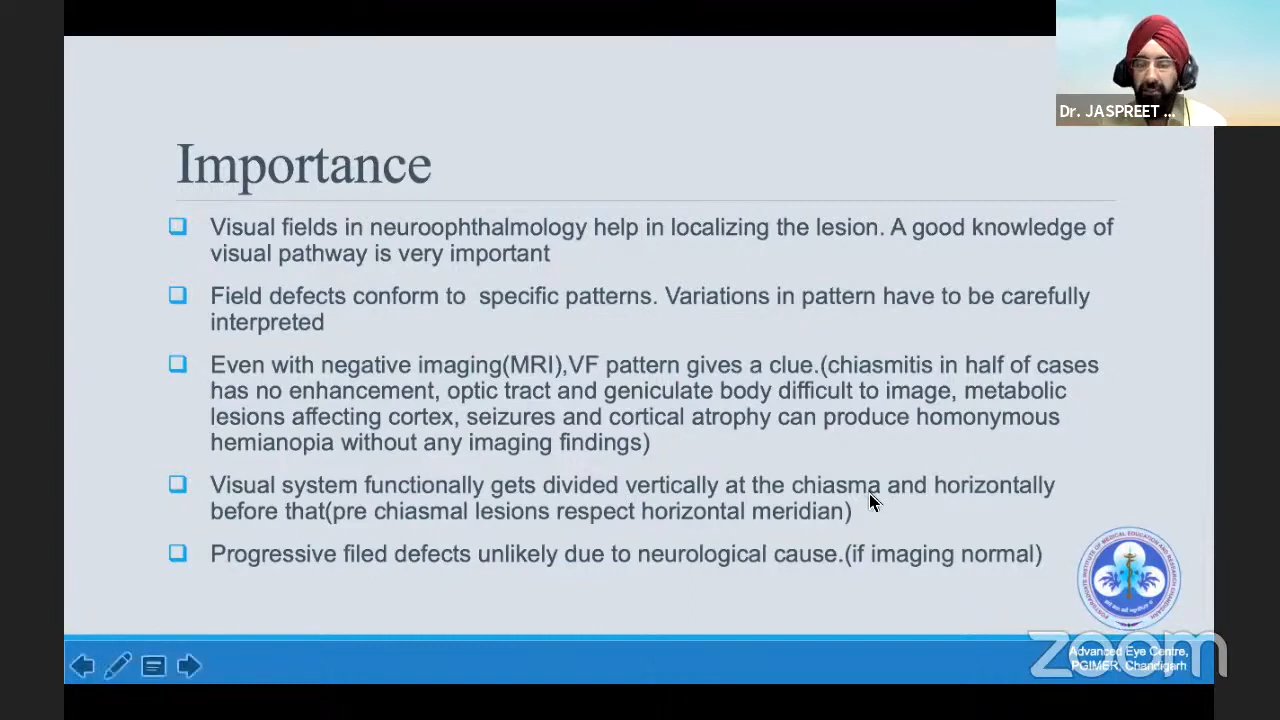 Dr. JASPREET ...
Importance
Visual fields in neuroophthalmology help in localizing the lesion. A good knowledge of
visual pathway is very important
Field defects conform to  specific patterns. Variations in pattern have to be carefully
interpreted
Even with negative imaging(MRI),VF pattern gives a clue.(chiasmitis in half of cases
has no enhancement, optic tract and geniculate body difficult to image, metabolic
lesions affecting cortex, seizures and cortical atrophy can produce homonymous
hemianopia without any imaging findings)
Visual system functionally gets divided vertically at the chiasma and horizontally
before that(pre chiasmal lesions respect horizontal meridian)
Progressive filed defects unlikely due to neurological cause.(if imaging normal)
zoom
Advanced Eye Centre,
PGIMER, Chandigarh